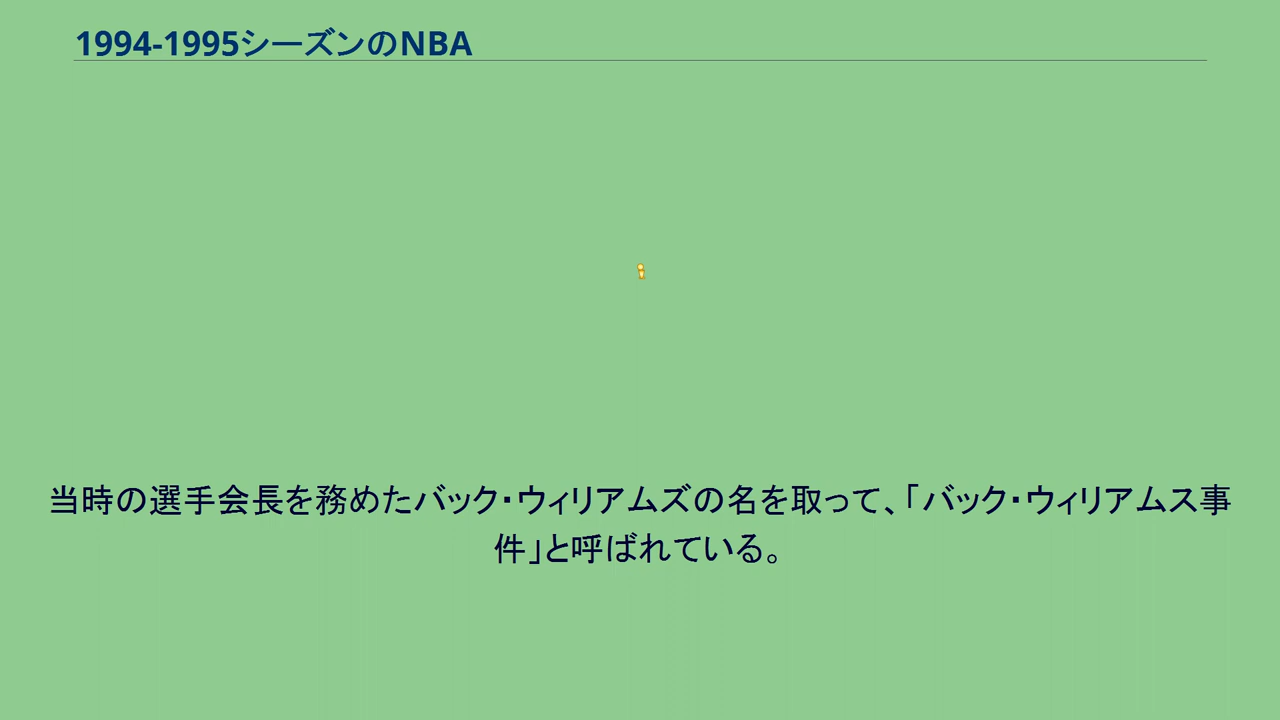 1994-1995シーズンのNBA
当時の選手会長を務めたバック・ウィリアムズの名を取って、「バック・ウィリアムス事
件」と呼ばれている。